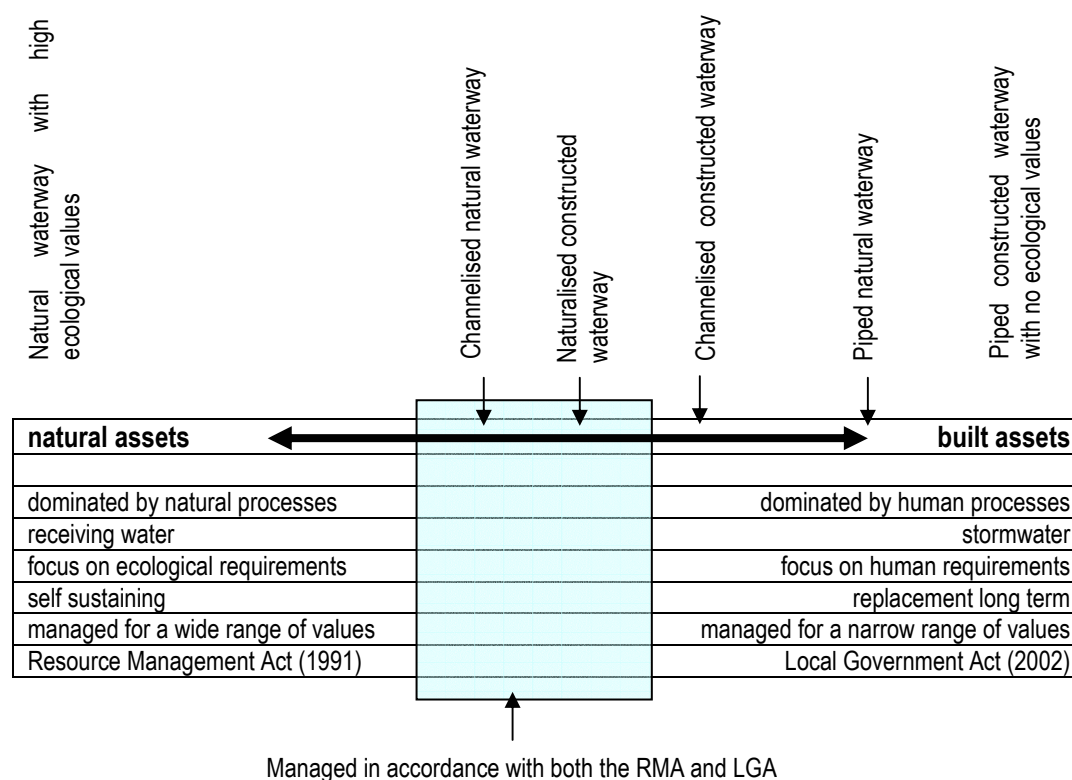 Natural waterway with high
ecological values
Channelised natural waterway
Naturalised constructed
waterway
Channelised constructed waterway
Piped natural waterway
Piped constructed waterway
with no ecological values
natural assets
built assets
dominated by natural processes
dominated by human processes
receiving water
stormwater
focus on ecological requirements
focus on human requirements
self sustaining
replacement long term
managed for a wide range of values
managed for a narrow range of values
Resource Management Act (1991)
Local Government Act (2002)
Managed in accordance with both the RMA and LGA